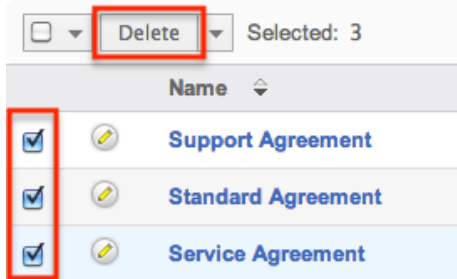 Delete Selected: 3
Name
Support Agreement
Standard Agreement
Service Agreement